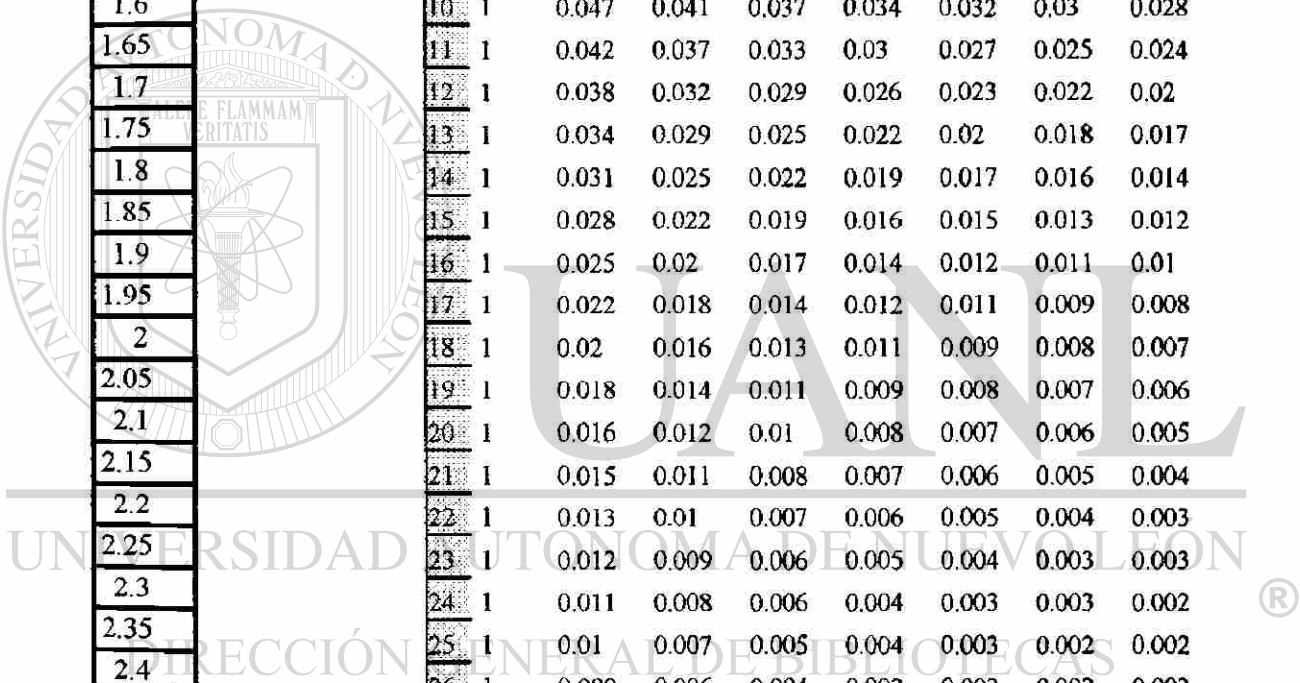 1.6 10 1 0.047 0.041 0.037 0.034 0.032 0.03 0.028
1.65 11 1 0.042 0.037 0.033 0.03 0.027 0.025 0.024
1.7 12 1 0.038 0.032 0.029 0.026 0.023 0.022 0.02
1.75 13 1 0.034 0.029 0.025 0.022 0.02 0.018 0.017
1.8 14 1 0.031 0.025 0.022 0.019 0.017 0.016 0.014
1.85 15 1 0.028 0.022 0.019 0.016 0.015 0.013 0.012
1.9 16 1 0.025 0.02 0.017 0.014 0.012 0.011 0.01
1.95 17 1 0.022 0.018 0.014 0.012 0.011 0.009 0.008
2 18 1 0.02 0.016 0.013 0.011 0.009 0.008 0.007
2.05 19 1 0.018 0.014 0.011 0.009 0.008 0.007 0.006
2.1 20 1 0.016 0.012 0.01 0.008 0.007 0.006 0.005
2.15 21 1 0.015 0.011 0.008 0.007 0.006 0.005 0.004
2.2 22 1 0.013 0.01 0.007 0.006 0.005 0.004 0.003
2.25 23 1 0.012 0.009 0.006 0.005 0.004 0.003 0.003
2.3 24 1 0.011 0.008 0.006 0.004 0.003 0.003 0.002
2.35 25 1 0.01 0.007 0.005 0.004 0.003 0.002 0.002
2.4
ALERE FLAMMAM
VERITATIS
UANL
UNIVERSIDAD AUTÓNOMA DE NUEVO LEÓN
®
DIRECCIÓN GENERAL DE BIBLIOTECAS